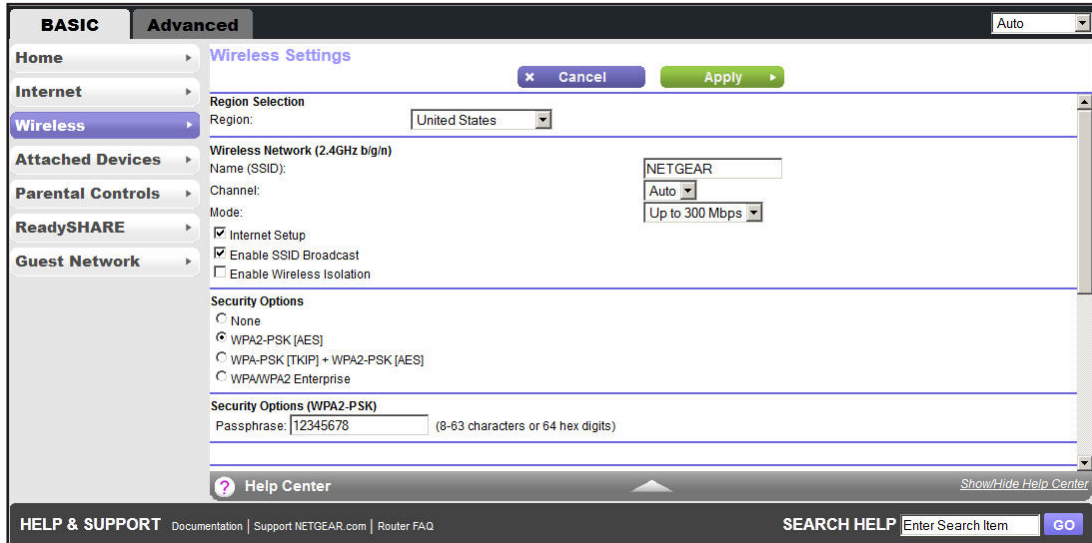 BASIC Advanced Auto
Home
Internet
Wireless
Attached Devices
Parental Controls
ReadySHARE
Guest Network
Wireless Settings
× Cancel Apply
Region Selection
Region: United States
Wireless Network (2.4GHz b/g/n)
Name (SSID): NETGEAR
Channel: Auto
Mode: Up to 300 Mbps
Internet Setup
Enable SSID Broadcast
Enable Wireless Isolation
Security Options
None
WPA2-PSK [AES]
WPA-PSK [TKIP] + WPA2-PSK [AES]
WPA/WPA2 Enterprise
Security Options (WPA2-PSK)
Passphrase: 12345678 (8-63 characters or 64 hex digits)
? Help Center Show/Hide Help Center
HELP & SUPPORT Documentation | Support NETGEAR.com | Router FAQ SEARCH HELP Enter Search Item GO